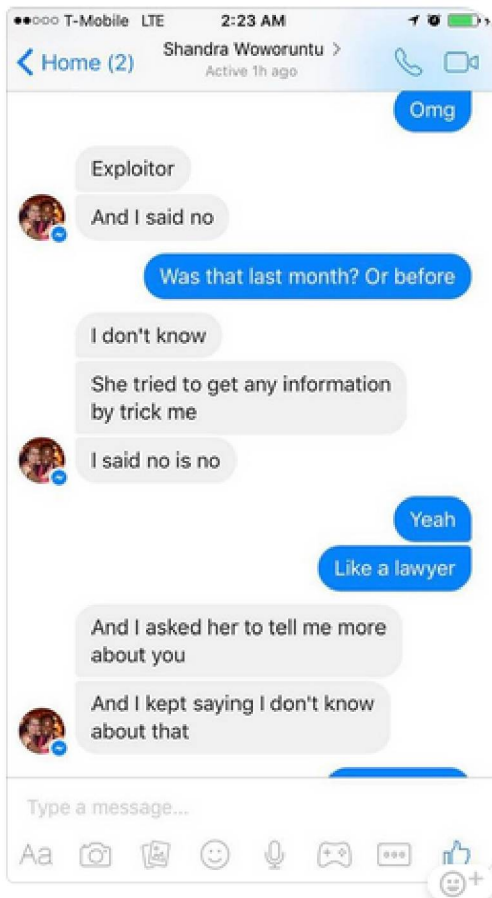 T-Mobile LTE 2:23 AM
Home (2)
Shandra Woworuntu >
Active 1h ago
Omg
Exploitor
And I said no
Was that last month? Or before
I don't know
She tried to get any information
by trick me
I said no is no
Yeah
Like a lawyer
And I asked her to tell me more
about you
And I kept saying I don't know
about that
Type a message...
Aa